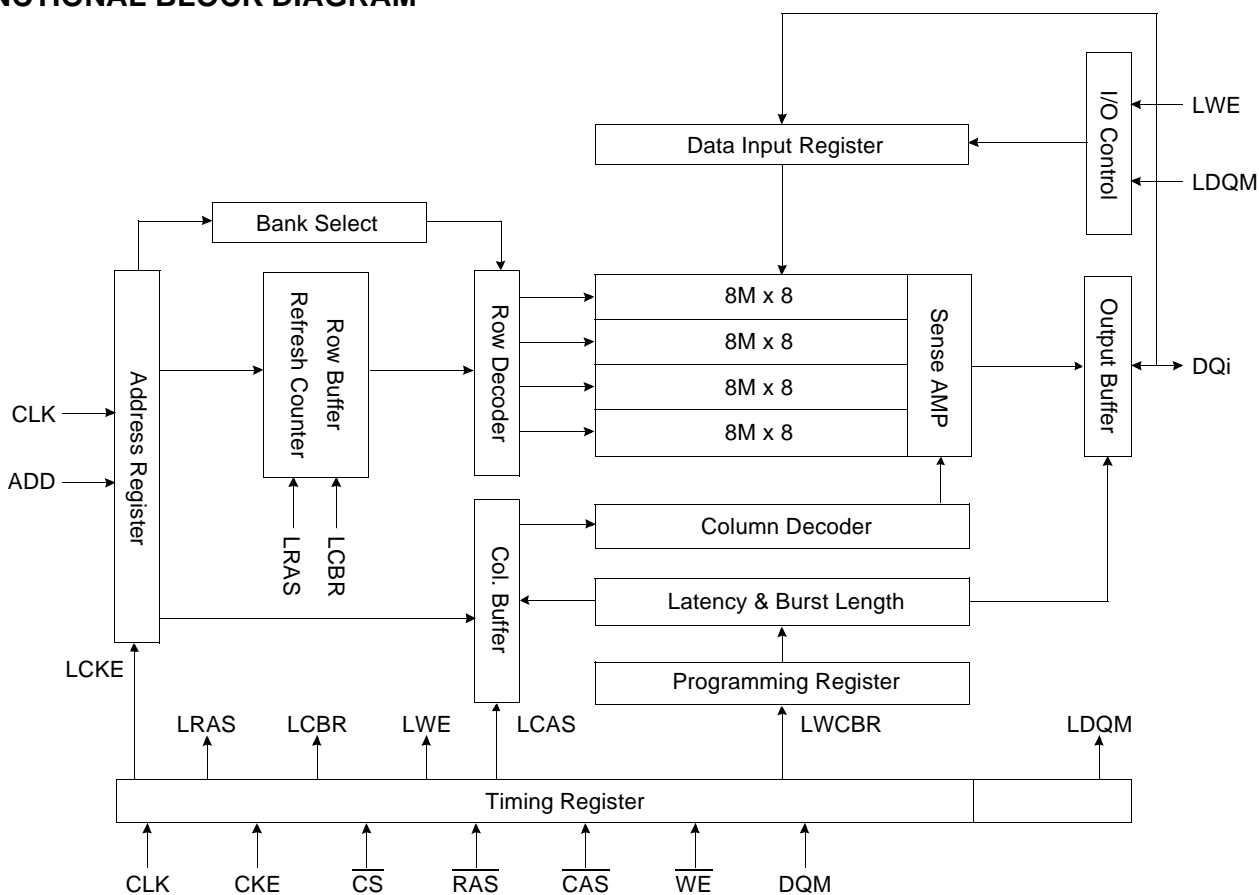 NCTIONAL BLOCK DIAGRAM
I/O Control
LWE
LDQM
Data Input Register
Bank Select
Address Register
CLK
ADD
Row Buffer
Refresh Counter
LRAS
LCBR
Row Decoder
8M x 8
8M x 8
8M x 8
8M x 8
Sense AMP
Output Buffer
DQi
Col. Buffer
Column Decoder
Latency & Burst Length
Programming Register
LCKE
LRAS
LCBR
LWE
LCAS
LWCBR
LDQM
Timing Register
CLK
CKE
CS
RAS
CAS
WE
DQM